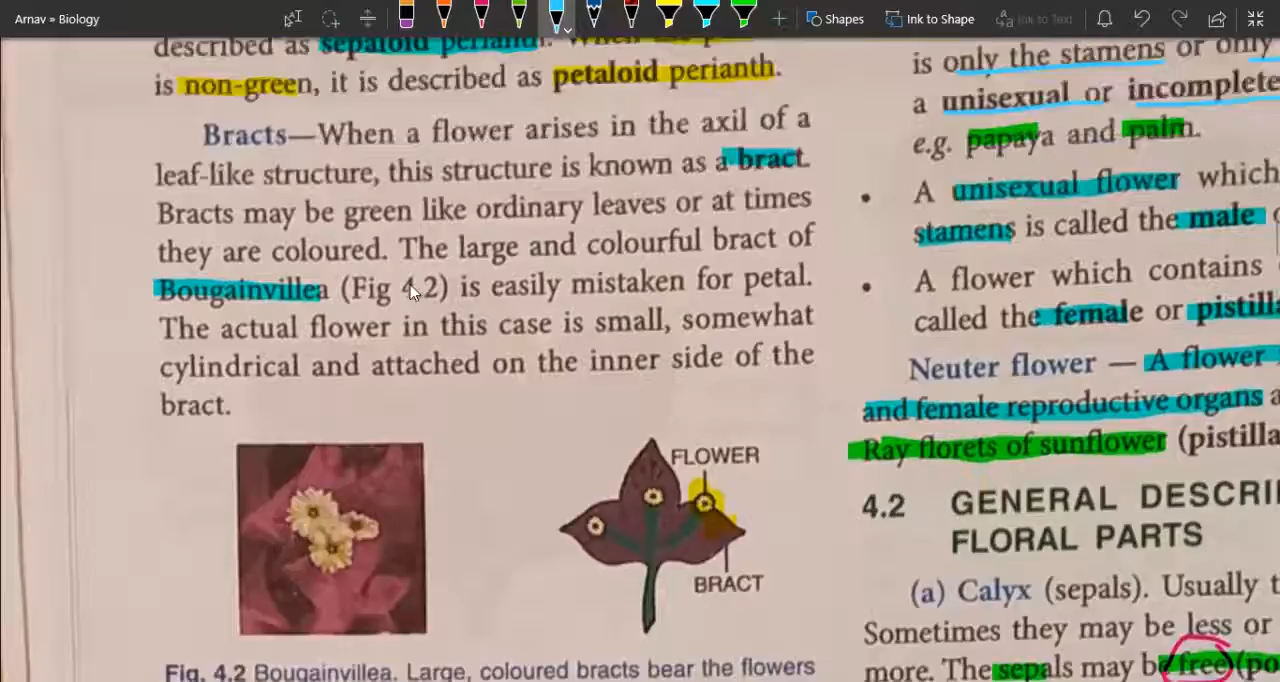 Arnav » Biology
Shapes
Ink to Shape
Ink to Text
described as sepaloid perianth. When the p
is non-green, it is described as petaloid perianth.
Bracts—When a flower arises in the axil of a
leaf-like structure, this structure is known as a bract.
Bracts may be green like ordinary leaves or at times
they are coloured. The large and colourful bract of
Bougainvillea (Fig 4.2) is easily mistaken for petal.
The actual flower in this case is small, somewhat
cylindrical and attached on the inner side of the
bract.
FLOWER
BRACT
Fig. 4.2 Bougainvillea. Large, coloured bracts bear the flowers
is only the stamens or only
a unisexual or incomplete
e.g. papaya and palm.
• A unisexual flower which
stamens is called the male
• A flower which contains
called the female or pistill
Neuter flower — A flower
and female reproductive organs a
Ray florets of sunflower (pistilla
4.2 GENERAL DESCRI
FLORAL PARTS
(a) Calyx (sepals). Usually t
Sometimes they may be less or
more. The sepals may be free (po